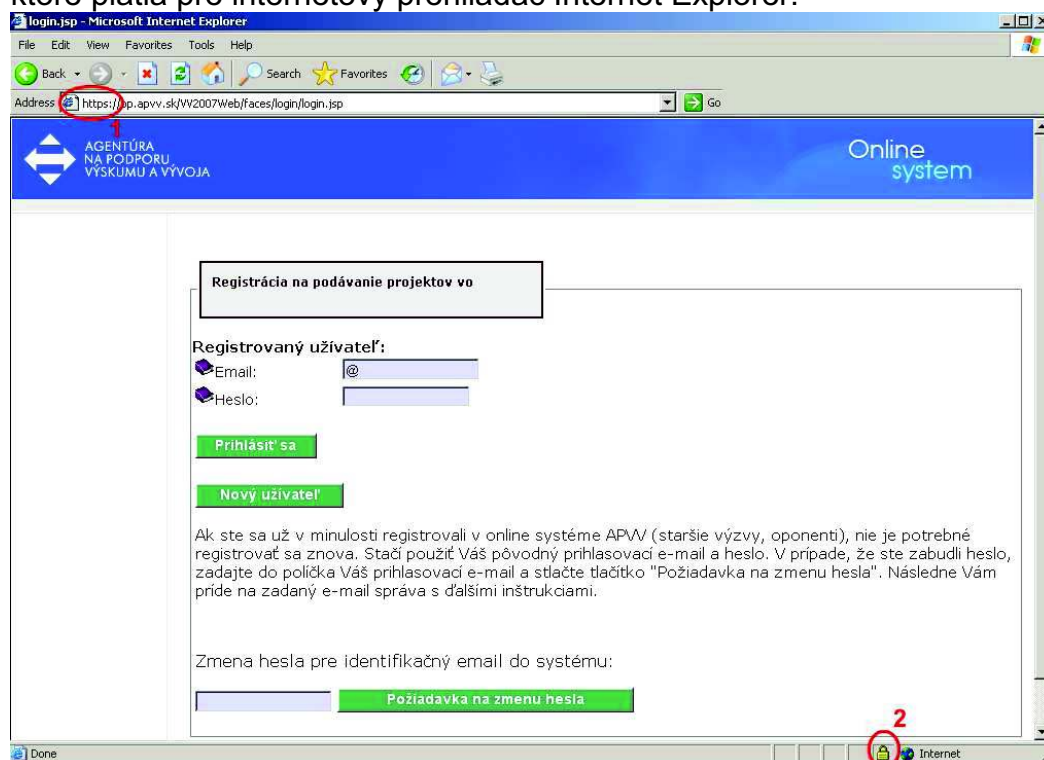 ktoré platia pre internetový prehliadač Internet Explorer:
login.jsp - Microsoft Internet Explorer
File Edit View Favorites Tools Help
Back Search Favorites
Address https://op.apvv.sk/VV2007Web/faces/login/login.jsp Go
1
AGENTÚRA
NA PODPORU
VÝSKUMU A VÝVOJA
Online
system
Registrácia na podávanie projektov vo
Registrovaný užívateľ:
Email: @
Heslo:
Prihlásiť sa
Nový užívateľ
Ak ste sa už v minulosti registrovali v online systéme APVV (staršie výzvy, oponenti), nie je potrebné
registrovať sa znova. Stačí použiť Váš pôvodný prihlasovací e-mail a heslo. V prípade, že ste zabudli heslo,
zadajte do políčka Váš prihlasovací e-mail a stlačte tlačítko "Požiadavka na zmenu hesla". Následne Vám
príde na zadaný e-mail správa s ďalšími inštrukciami.
Zmena hesla pre identifikačný email do systému:
Požiadavka na zmenu hesla
2
Done Internet